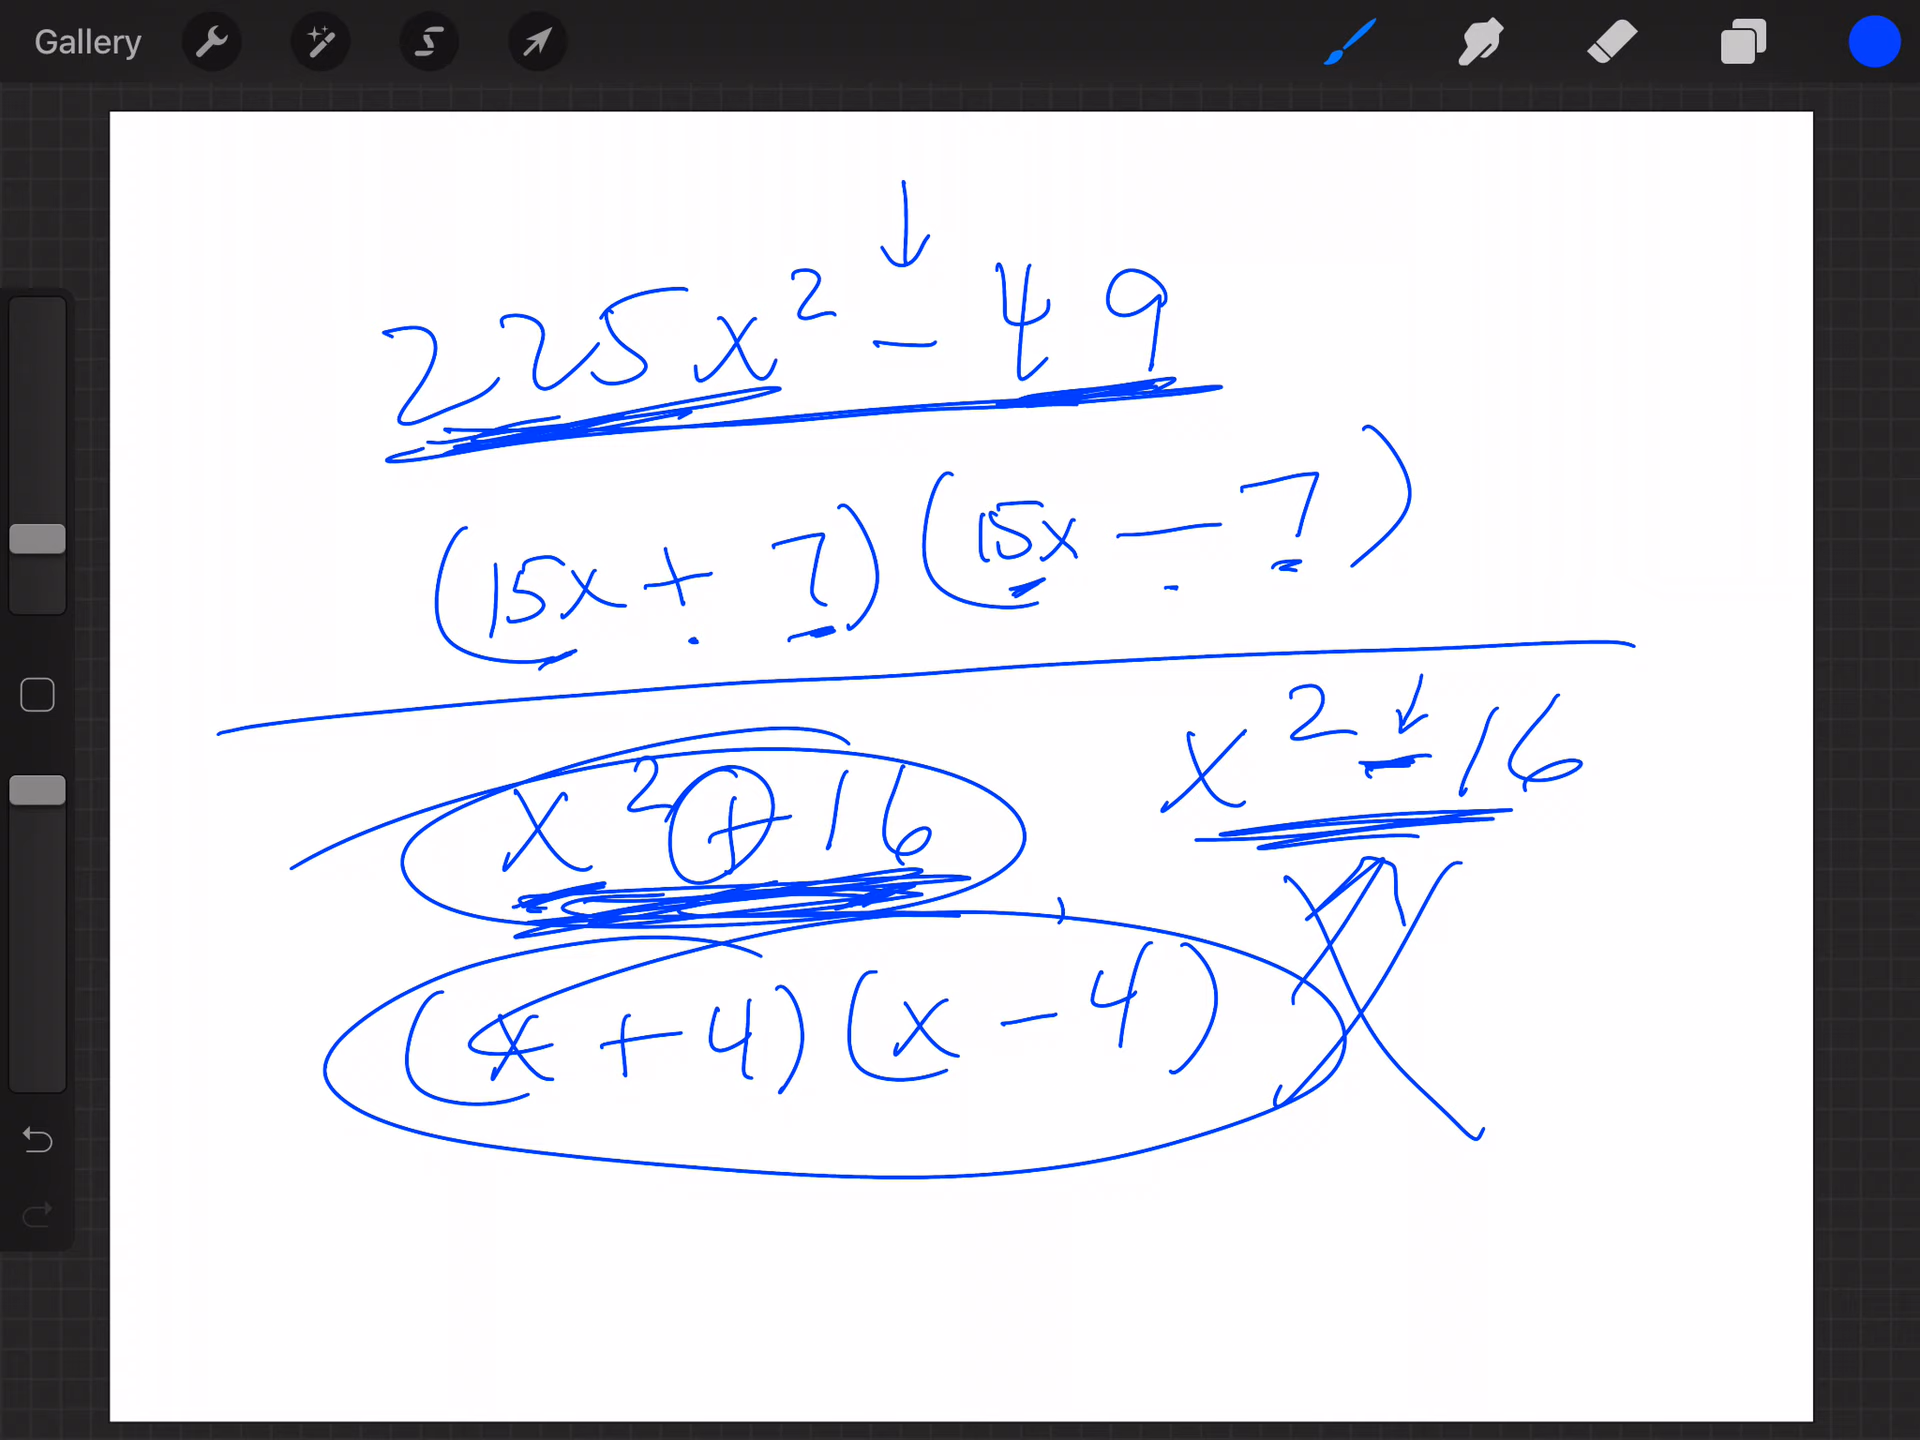 Gallery
225x² - 49
(15x + 7)(15x - 7)
x² + 16
x² - 16
(x + 4)(x - 4)